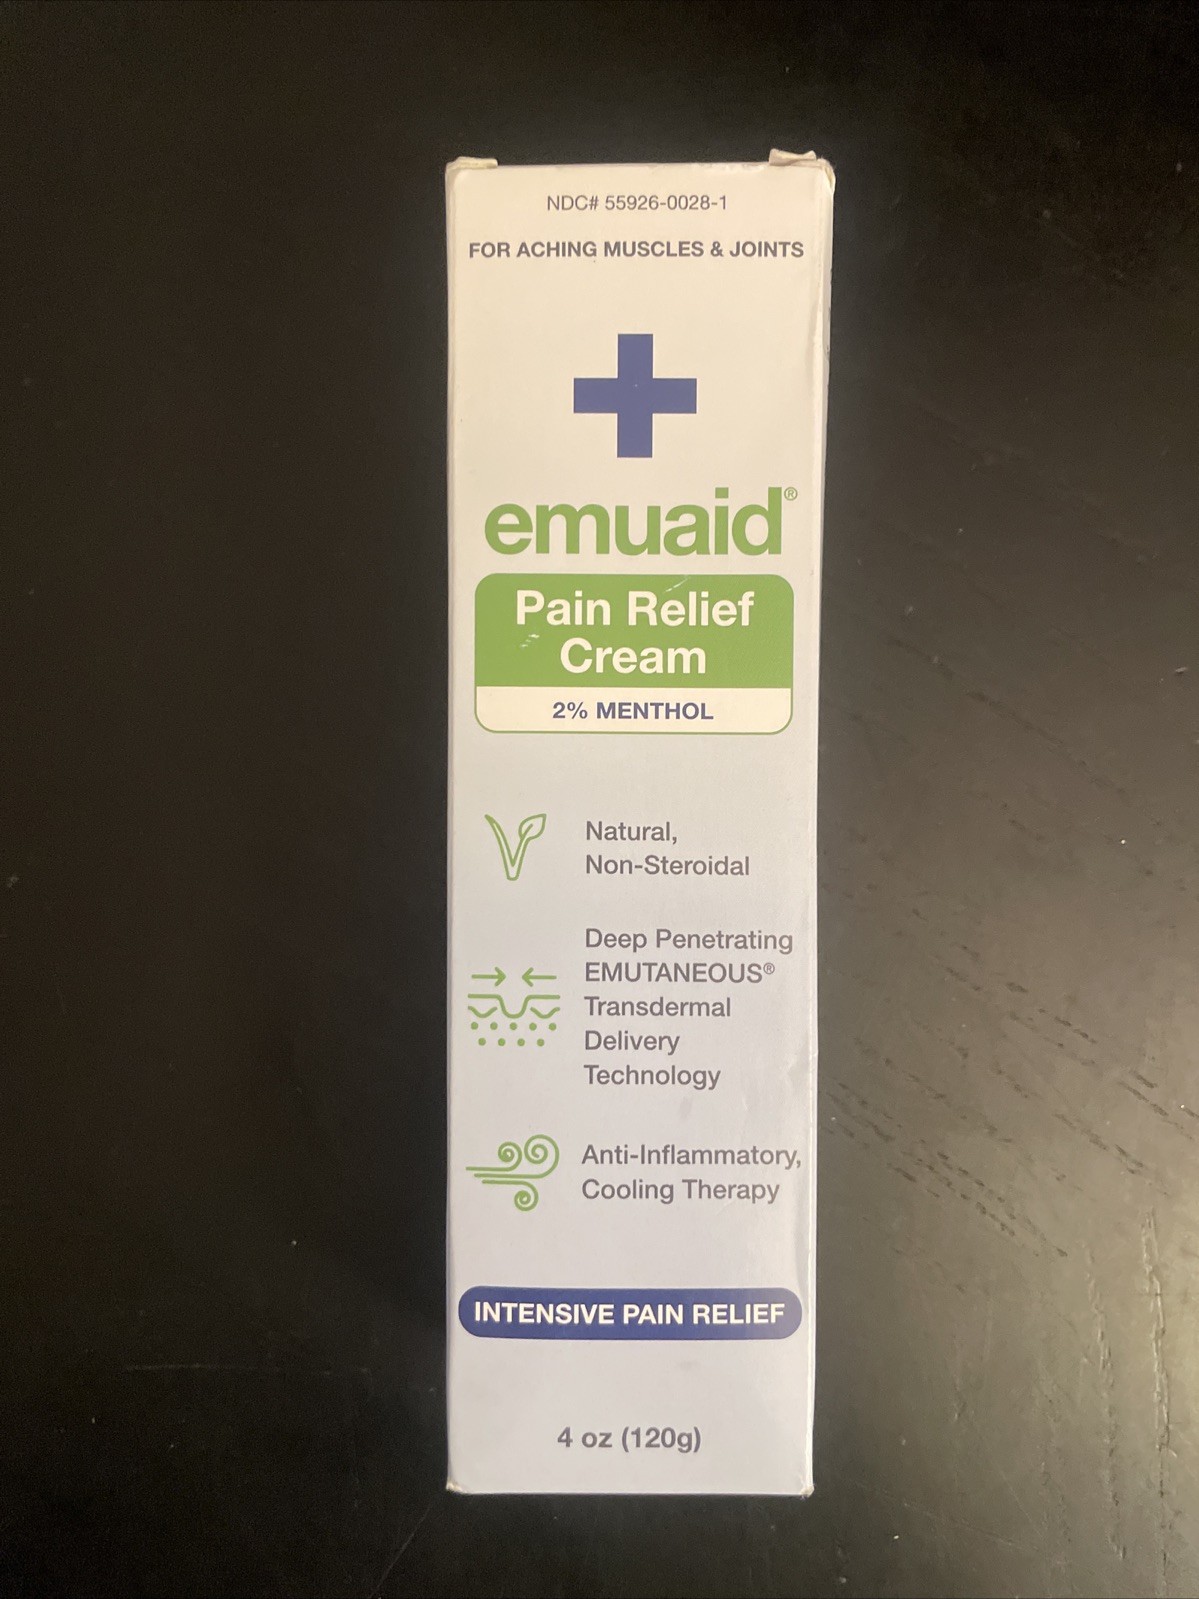 NDC# 55926-0028-1
FOR ACHING MUSCLES & JOINTS
emuaid®
Pain Relief
Cream
2% MENTHOL
Natural,
Non-Steroidal
Deep Penetrating
EMUTANEOUS®
Transdermal
Delivery
Technology
Anti-Inflammatory,
Cooling Therapy
INTENSIVE PAIN RELIEF
4 oz (120g)